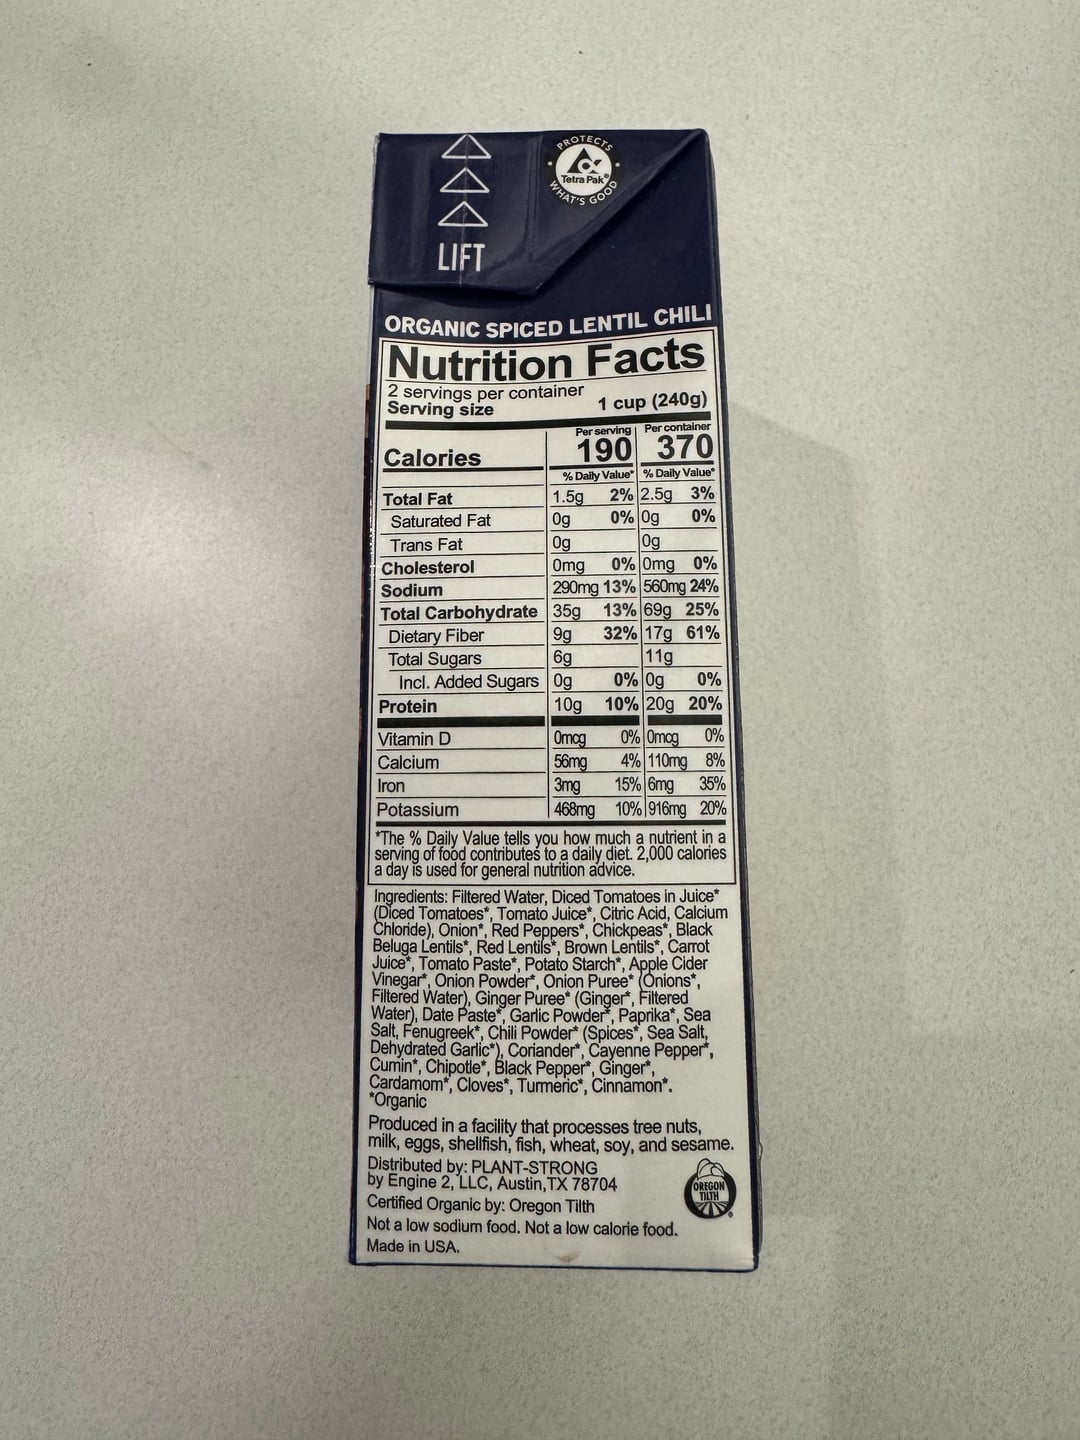 PROTECTS
Tetra Pak®
WHAT'S GOOD
LIFT
ORGANIC SPICED LENTIL CHILI
Nutrition Facts
2 servings per container
Serving size 1 cup (240g)
Per serving Per container
Calories 190 370
% Daily Value* % Daily Value*
Total Fat 1.5g 2% 2.5g 3%
Saturated Fat 0g 0% 0g 0%
Trans Fat 0g 0g
Cholesterol 0mg 0% 0mg 0%
Sodium 290mg 13% 560mg 24%
Total Carbohydrate 35g 13% 69g 25%
Dietary Fiber 9g 32% 17g 61%
Total Sugars 6g 11g
Incl. Added Sugars 0g 0% 0g 0%
Protein 10g 10% 20g 20%
Vitamin D 0mcg 0% 0mcg 0%
Calcium 56mg 4% 110mg 8%
Iron 3mg 15% 6mg 35%
Potassium 468mg 10% 916mg 20%
*The % Daily Value tells you how much a nutrient in a
serving of food contributes to a daily diet. 2,000 calories
a day is used for general nutrition advice.
Ingredients: Filtered Water, Diced Tomatoes in Juice*
(Diced Tomatoes*, Tomato Juice*, Citric Acid, Calcium
Chloride), Onion*, Red Peppers*, Chickpeas*, Black
Beluga Lentils*, Red Lentils*, Brown Lentils*, Carrot
Juice*, Tomato Paste*, Potato Starch*, Apple Cider
Vinegar*, Onion Powder*, Onion Puree* (Onions*,
Filtered Water), Ginger Puree* (Ginger*, Filtered
Water), Date Paste*, Garlic Powder*, Paprika*, Sea
Salt, Fenugreek*, Chili Powder* (Spices*, Sea Salt,
Dehydrated Garlic*), Coriander*, Cayenne Pepper*,
Cumin*, Chipotle*, Black Pepper*, Ginger*,
Cardamom*, Cloves*, Turmeric*, Cinnamon*.
*Organic
Produced in a facility that processes tree nuts,
milk, eggs, shellfish, fish, wheat, soy, and sesame.
Distributed by: PLANT-STRONG
by Engine 2, LLC, Austin,TX 78704
Certified Organic by: Oregon Tilth
OREGON
TILTH
®
Not a low sodium food. Not a low calorie food.
Made in USA.